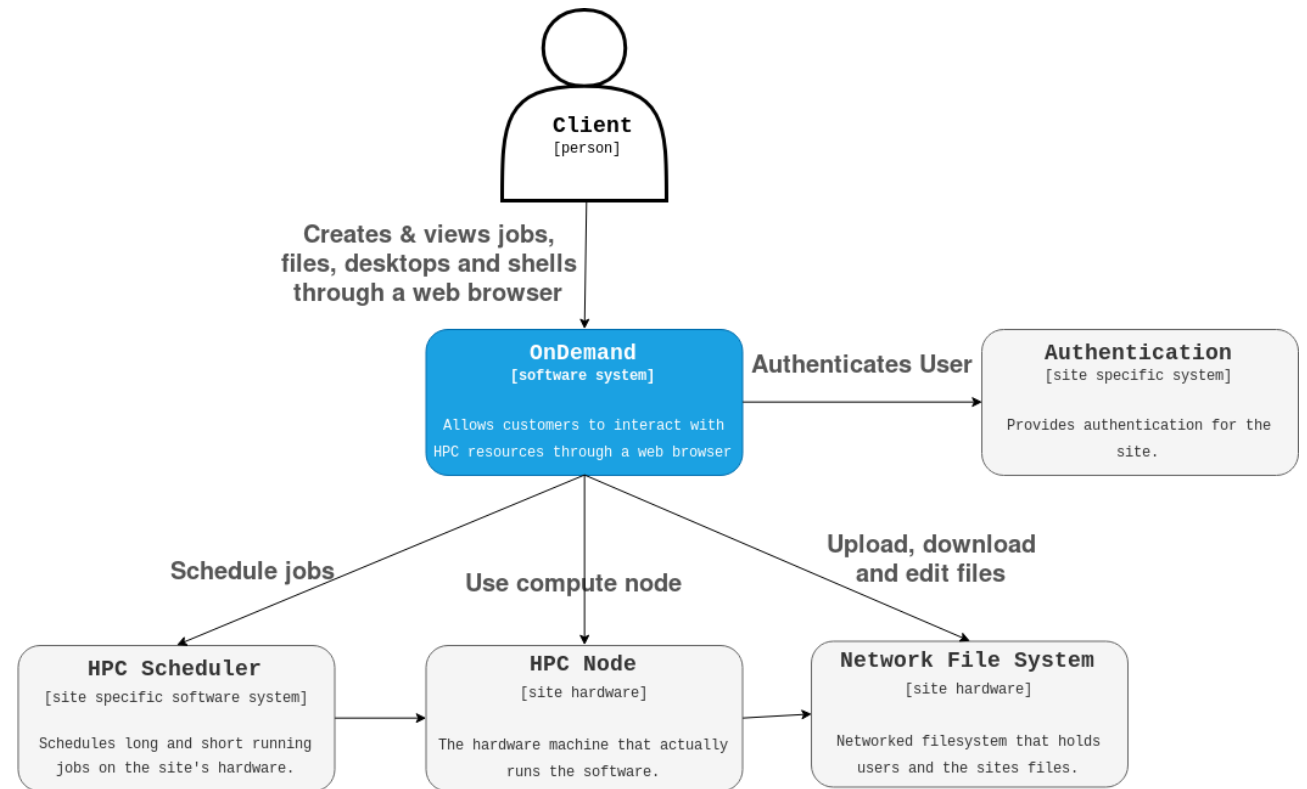 Client
[person]
Creates & views jobs,
files, desktops and shells
through a web browser
OnDemand
[software system]
Allows customers to interact with
HPC resources through a web browser
Authenticates User
Authentication
[site specific system]
Provides authentication for the
site.
Schedule jobs
Use compute node
Upload, download
and edit files
HPC Scheduler
[site specific software system]
Schedules long and short running
jobs on the site's hardware.
HPC Node
[site hardware]
The hardware machine that actually
runs the software.
Network File System
[site hardware]
Networked filesystem that holds
users and the sites files.